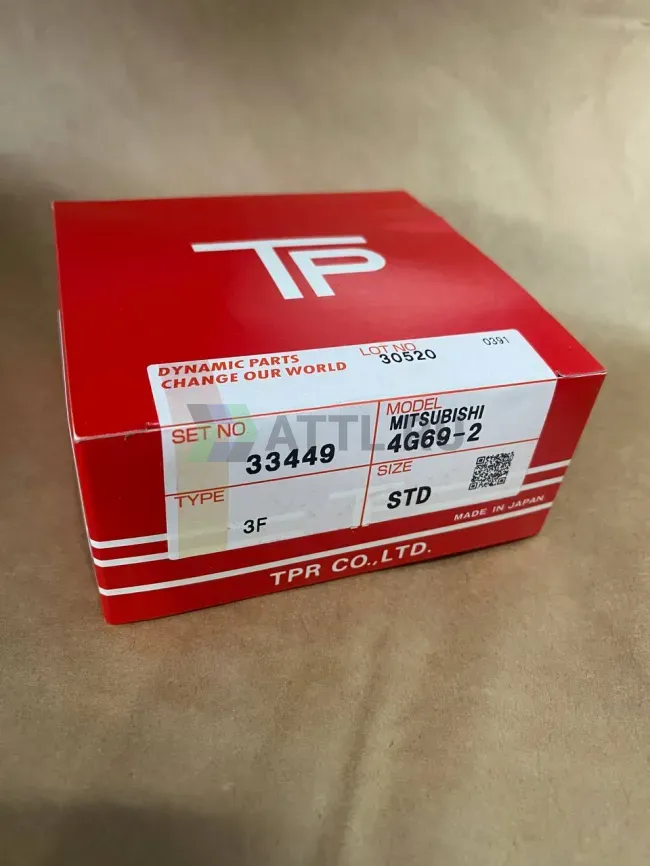 TP
DYNAMIC PARTS
CHANGE OUR WORLD
LOT NO
30520
0391
SET NO
33449
MODEL
MITSUBISHI
4G69-2
TYPE
3F
SIZE
STD
MADE IN JAPAN
TPR CO.,LTD.